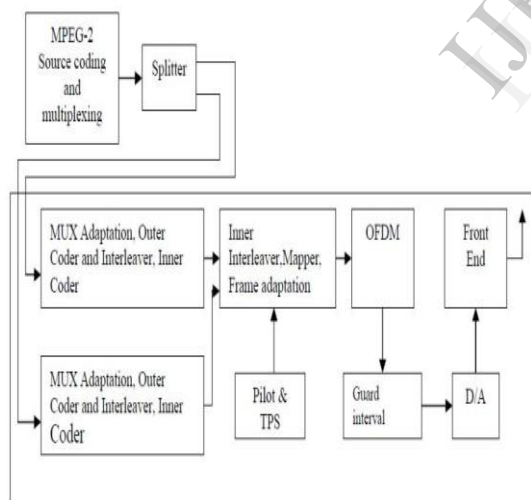 MPEG-2
Source coding
and
multiplexing
Splitter
MUX Adaptation, Outer
Coder and Interleaver, Inner
Coder
Inner
Interleaver,Mapper,
Frame adaptation
OFDM
Front
End
MUX Adaptation, Outer
Coder and Interleaver, Inner
Coder
Pilot &
TPS
Guard
interval
D/A